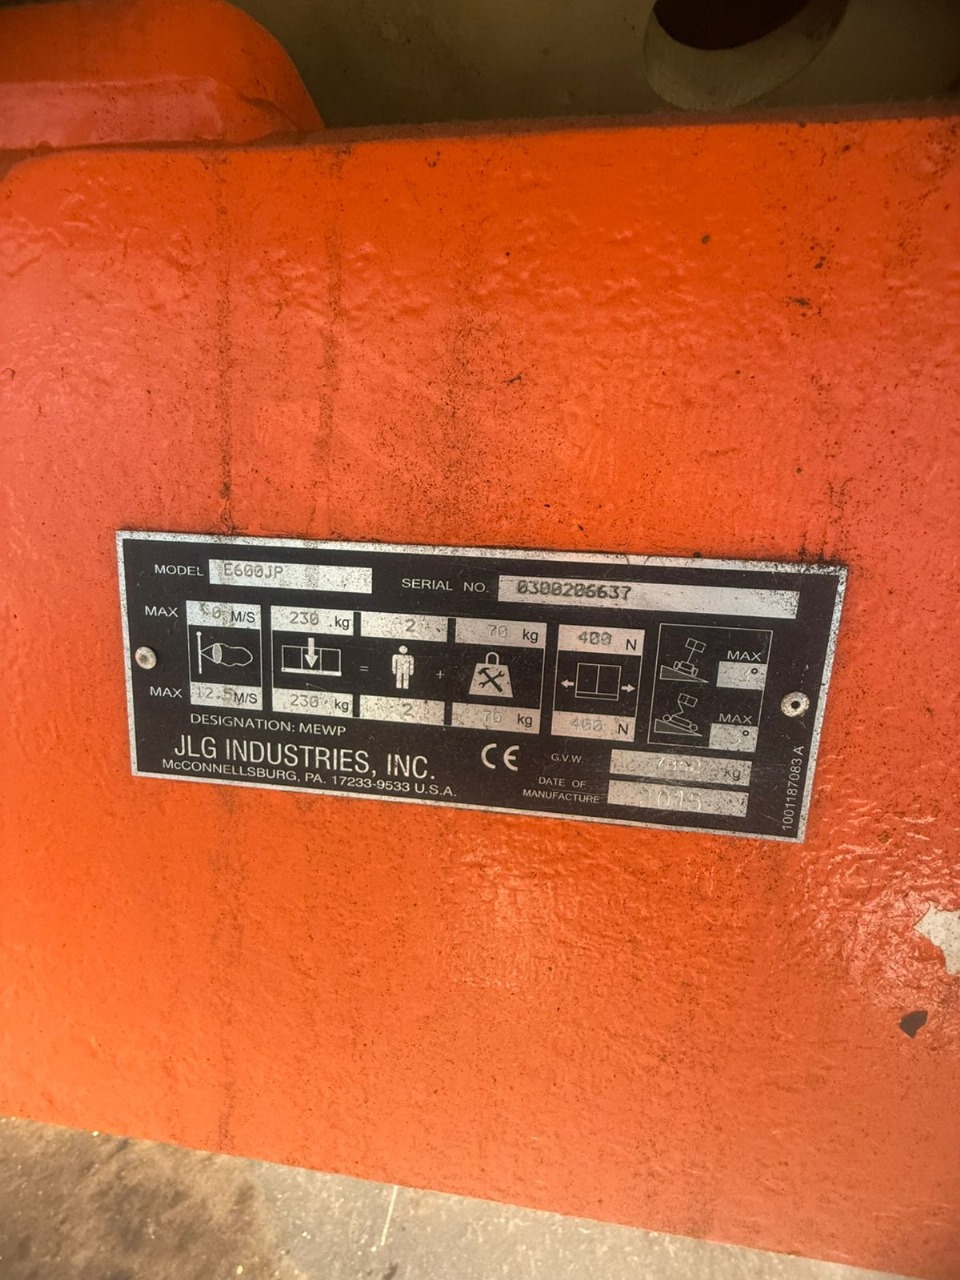 MODEL E600JP
SERIAL NO. 0300206637
MAX 0 M/S 230 kg 2 70 kg 400 N MAX °
= +
MAX 12.5 M/S 230 kg 2 70 kg 400 N MAX °
DESIGNATION: MEWP
JLG INDUSTRIES, INC. CE G.V.W. kg
McCONNELLSBURG, PA. 17233-9533 U.S.A.
DATE OF
MANUFACTURE 1015
1001187083 A